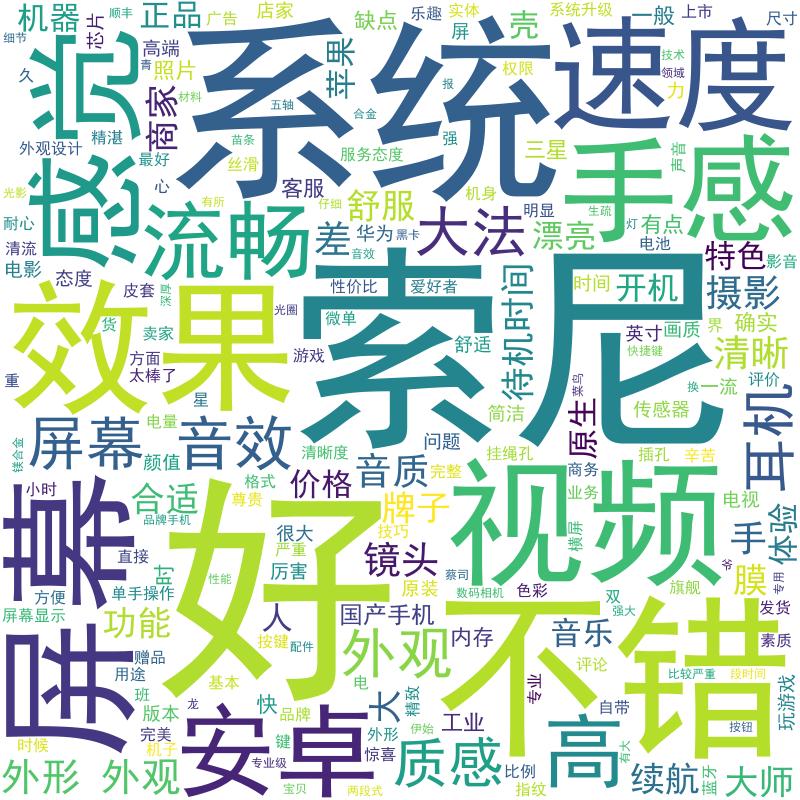 机器
顺丰
正品
店家
缺点
乐趣
实体
壳
系统升级
一般
上市
尺寸
细节
芯片
广告
屏
久
高端
青
照片
苹果
权限
技术
领域
力
感觉
系统
速度
材料
五轴
合金
报
强
精湛
商家
外观设计
最好
苗条
丝滑
服务态度
三星
声音
手感
光影
心
有所
客服
仔细
舒服
机身
明显
生疏
灯
有点
耐心
流畅
差
华为
黑卡
大法
漂亮
电池
特色
影音
清流
电影
态度
音效
皮套
深厚
光圈
性价比
爱好者
待机时间
时间
开机
摄影
效果
索尼
货
卖家
微单
舒适
英寸
画质
界
确实
方面
太棒了
游戏
快捷键
清晰
重
星
菜鸟
换
一流
评价
简洁
原生
传感器
耳机
屏幕
电量
音效
问题
镁合金
颜值
清晰度
音质
完整
挂绳孔
商务
插孔
辛苦
小时
合适
格式
尊贵
价格
牌子
视频
业务
电视
体验
屏幕
品牌手机
好
很大
技巧
严重
镜头
横屏
手
直接
时
厉害
原装
蔡司
方便
单手操作
性能
数码相机
色彩
旗舰
膜
专用
屏幕显示
功能
人
国产手机
双
强大
发货
按键
配件
外观
内存
音乐
不错
素质
赠品
用途
评论
比较严重
段时间
班
基本
电
专业
版本
龙
安卓
快
品牌
大
精致
自带
玩游戏
时候
完美
键
外形
伊始
工业
高
按钮
机子
专业级
惊喜
质感
有大
外形
外观
宝贝
两段式
比例
指纹
续航
蓝牙
大师